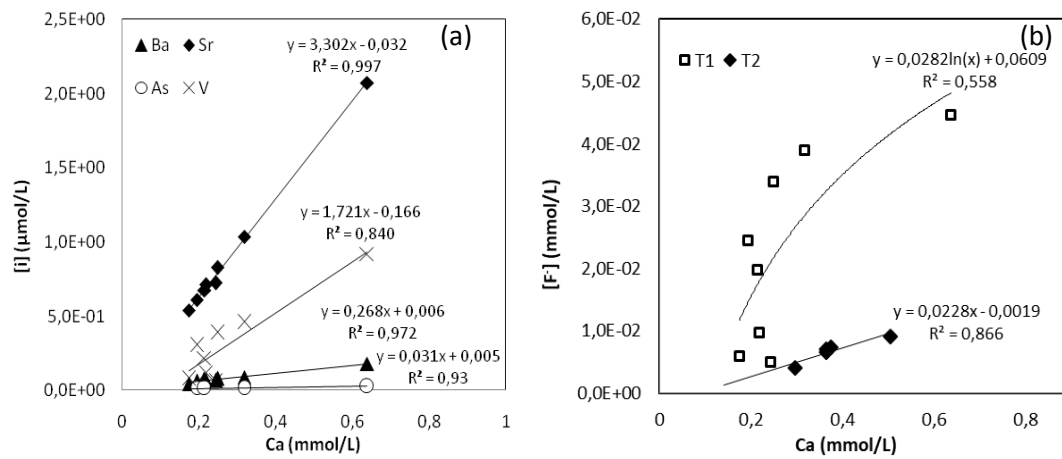 (a)
Ba Sr
As V
y = 3,302x - 0,032
R² = 0,997
y = 1,721x - 0,166
R² = 0,840
y = 0,268x + 0,006
R² = 0,972
y = 0,031x + 0,005
R² = 0,93
2,5E+00
2,0E+00
1,5E+00
1,0E+00
5,0E-01
0,0E+00
[i] (µmol/L)
0 0,2 0,4 0,6 0,8 1
Ca (mmol/L)
(b)
T1 T2
y = 0,0282ln(x) + 0,0609
R² = 0,558
y = 0,0228x - 0,0019
R² = 0,866
6,0E-02
5,0E-02
4,0E-02
3,0E-02
2,0E-02
1,0E-02
0,0E+00
[F-] (mmol/L)
0 0,2 0,4 0,6 0,8 1
Ca (mmol/L)